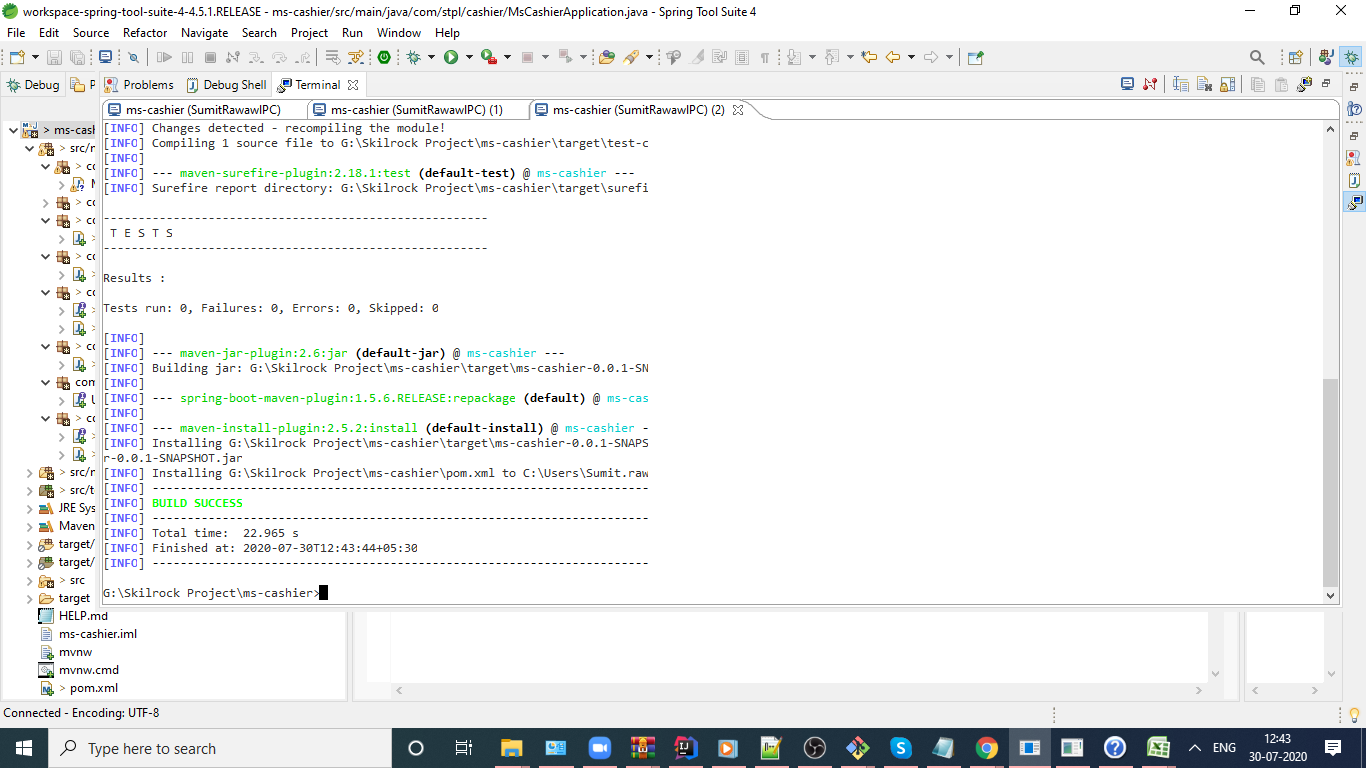 workspace-spring-tool-suite-4-4.5.1.RELEASE - ms-cashier/src/main/java/com/stpl/cashier/MsCashierApplication.java - Spring Tool Suite 4
File Edit Source Refactor Navigate Search Project Run Window Help
Debug P Problems Debug Shell Terminal
ms-cashier (SumitRawawIPC) ms-cashier (SumitRawawIPC) (1) ms-cashier (SumitRawawIPC) (2)
[INFO] Changes detected - recompiling the module!
[INFO] Compiling 1 source file to G:\Skilrock Project\ms-cashier\target\test-c
[INFO]
[INFO] --- maven-surefire-plugin:2.18.1:test (default-test) @ ms-cashier ---
[INFO] Surefire report directory: G:\Skilrock Project\ms-cashier\target\surefi
-------------------------------------------------------
T E S T S
-------------------------------------------------------
Results :
Tests run: 0, Failures: 0, Errors: 0, Skipped: 0
[INFO]
[INFO] --- maven-jar-plugin:2.6:jar (default-jar) @ ms-cashier ---
[INFO] Building jar: G:\Skilrock Project\ms-cashier\target\ms-cashier-0.0.1-SN
[INFO]
[INFO] --- spring-boot-maven-plugin:1.5.6.RELEASE:repackage (default) @ ms-cas
[INFO]
[INFO] --- maven-install-plugin:2.5.2:install (default-install) @ ms-cashier -
[INFO] Installing G:\Skilrock Project\ms-cashier\target\ms-cashier-0.0.1-SNAPS
r-0.0.1-SNAPSHOT.jar
[INFO] Installing G:\Skilrock Project\ms-cashier\pom.xml to C:\Users\Sumit.raw
[INFO] -----------------------------------------------------------------------
[INFO] BUILD SUCCESS
[INFO] -----------------------------------------------------------------------
[INFO] Total time:  22.965 s
[INFO] Finished at: 2020-07-30T12:43:44+05:30
[INFO] -----------------------------------------------------------------------
G:\Skilrock Project\ms-cashier>
> ms-cash
> src/m
> co
> co
> co
>
> co
>
> co
>
>
> co
>
com
> co
>
>
> src/m
> src/t
JRE Sys
Maven
target/
target/
> src
target
HELP.md
ms-cashier.iml
mvnw
mvnw.cmd
> pom.xml
Connected - Encoding: UTF-8
Type here to search
ENG
12:43
30-07-2020